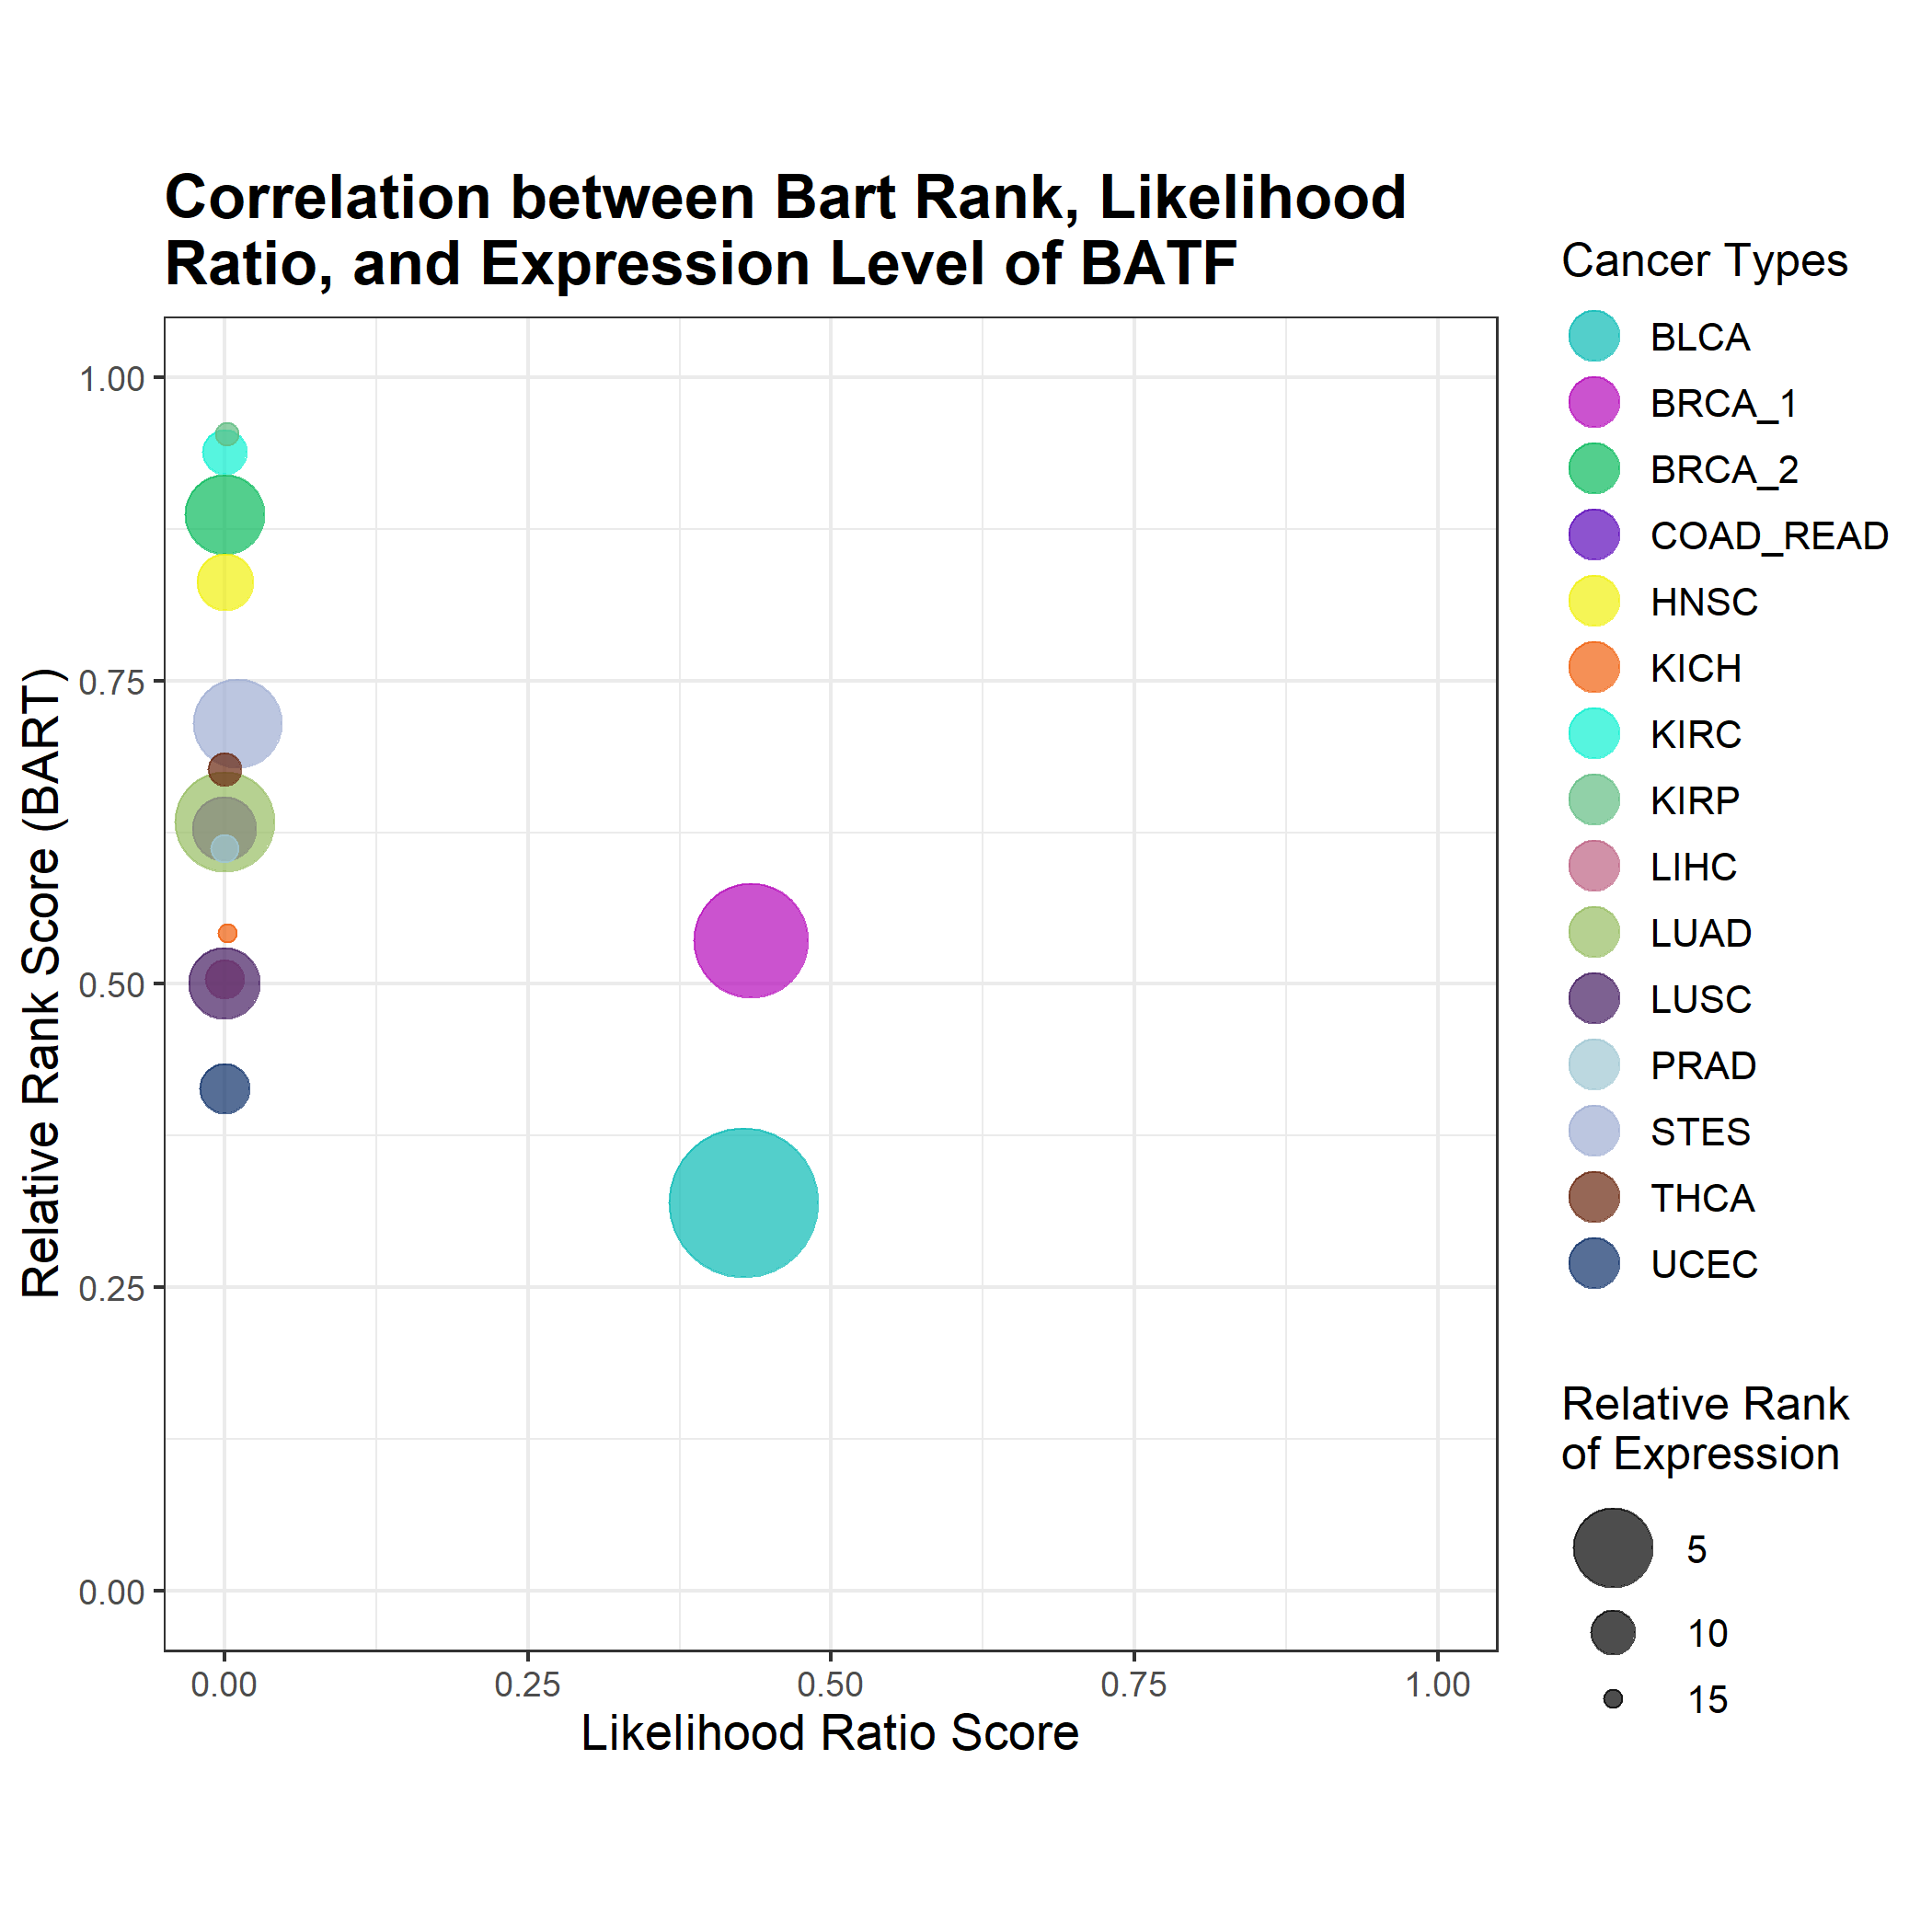 Correlation between Bart Rank, Likelihood
Ratio, and Expression Level of BATF
Relative Rank Score (BART)
1.00
0.75
0.50
0.25
0.00
0.00
0.25
0.50
0.75
1.00
Likelihood Ratio Score
Cancer Types
BLCA
BRCA_1
BRCA_2
COAD_READ
HNSC
KICH
KIRC
KIRP
LIHC
LUAD
LUSC
PRAD
STES
THCA
UCEC
Relative Rank
of Expression
5
10
15